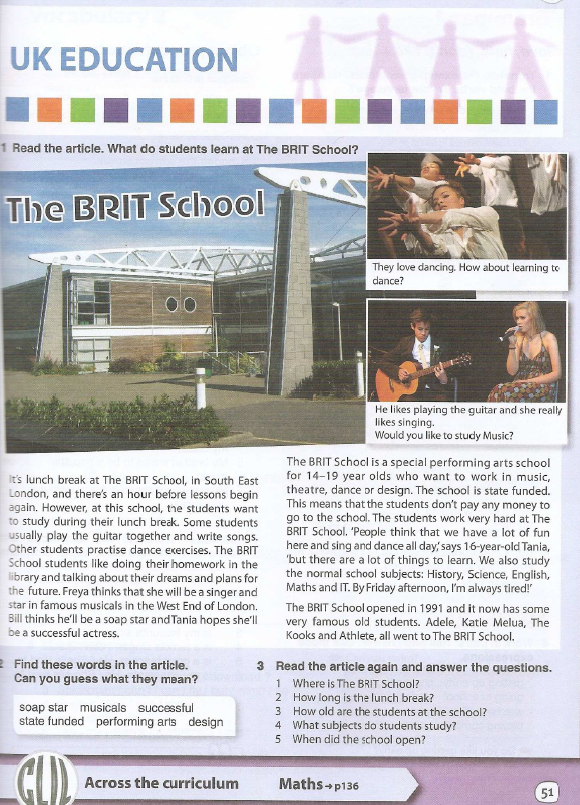 UK EDUCATION
1 Read the article. What do students learn at The BRIT School?
The BRIT School
They love dancing. How about learning to
dance?
He likes playing the guitar and she really
likes singing.
Would you like to study Music?
It's lunch break at The BRIT School, in South East
London, and there's an hour before lessons begin
again. However, at this school, the students want
to study during their lunch break. Some students
usually play the guitar together and write songs.
Other students practise dance exercises. The BRIT
School students like doing their homework in the
library and talking about their dreams and plans for
the future. Freya thinks that she will be a singer and
star in famous musicals in the West End of London.
Bill thinks he'll be a soap star and Tania hopes she'll
be a successful actress.
The BRIT School is a special performing arts school
for 14–19 year olds who want to work in music,
theatre, dance or design. The school is state funded.
This means that the students don't pay any money to
go to the school. The students work very hard at The
BRIT School. 'People think that we have a lot of fun
here and sing and dance all day,' says 16-year-old Tania,
'but there are a lot of things to learn. We also study
the normal school subjects: History, Science, English,
Maths and IT. By Friday afternoon, I'm always tired!'
The BRIT School opened in 1991 and it now has some
very famous old students. Adele, Katie Melua, The
Kooks and Athlete, all went to The BRIT School.
2 Find these words in the article.
Can you guess what they mean?
soap star musicals successful
state funded performing arts design
3 Read the article again and answer the questions.
1 Where is The BRIT School?
2 How long is the lunch break?
3 How old are the students at the school?
4 What subjects do students study?
5 When did the school open?
CLIL Across the curriculum Maths → p136
51